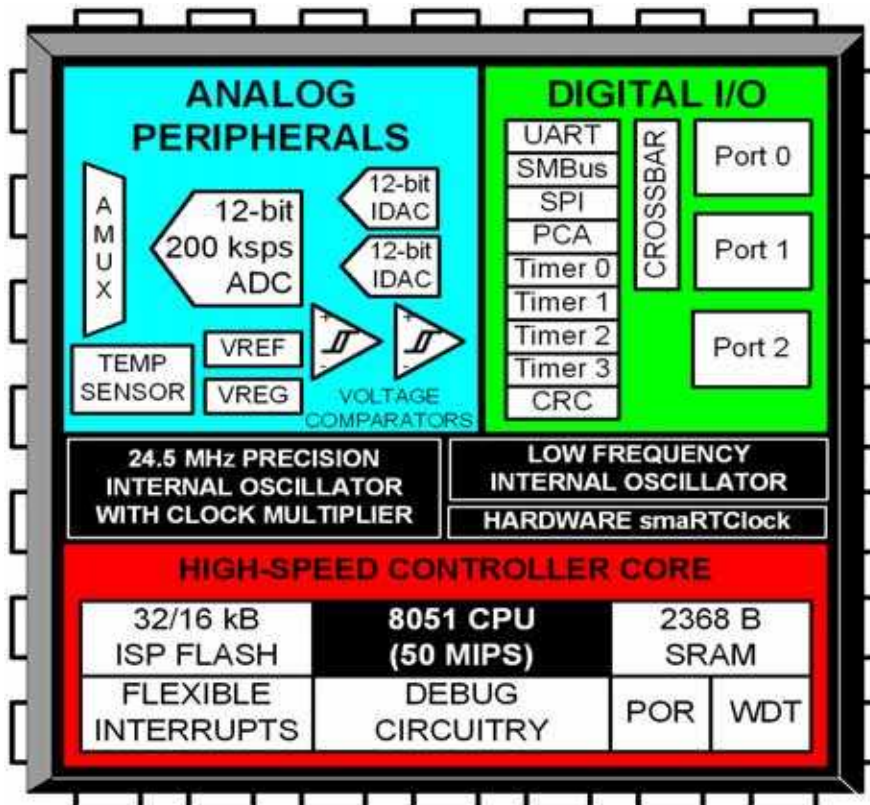 ANALOG
PERIPHERALS
A
M
U
X
12-bit
200 ksps
ADC
12-bit
IDAC
12-bit
IDAC
TEMP
SENSOR
VREF
VREG
+
-
+
-
VOLTAGE
COMPARATORS
DIGITAL I/O
UART
SMBus
SPI
PCA
Timer 0
Timer 1
Timer 2
Timer 3
CRC
CROSSBAR
Port 0
Port 1
Port 2
24.5 MHz PRECISION
INTERNAL OSCILLATOR
WITH CLOCK MULTIPLIER
LOW FREQUENCY
INTERNAL OSCILLATOR
HARDWARE smaRTClock
HIGH-SPEED CONTROLLER CORE
32/16 kB
ISP FLASH
8051 CPU
(50 MIPS)
2368 B
SRAM
FLEXIBLE
INTERRUPTS
DEBUG
CIRCUITRY
POR
WDT